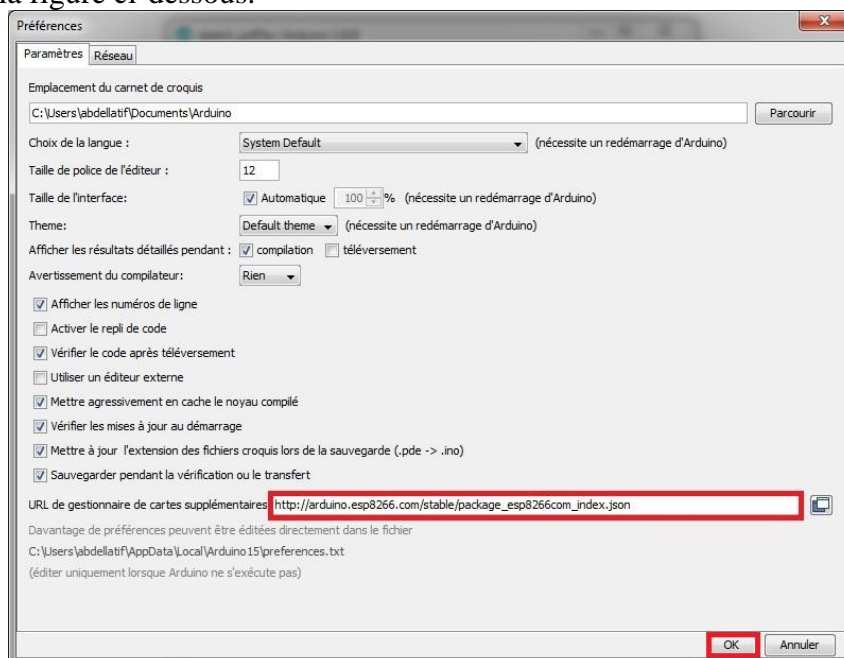 la figure ci-dessous.
Préférences
Paramètres Réseau
Emplacement du carnet de croquis
C:\Users\abdellatif\Documents\Arduino Parcourir
Choix de la langue : System Default (nécessite un redémarrage d'Arduino)
Taille de police de l'éditeur : 12
Taille de l'interface: Automatique 100 % (nécessite un redémarrage d'Arduino)
Theme: Default theme (nécessite un redémarrage d'Arduino)
Afficher les résultats détaillés pendant : compilation téléversement
Avertissement du compilateur: Rien
Afficher les numéros de ligne
Activer le repli de code
Vérifier le code après téléversement
Utiliser un éditeur externe
Mettre agressivement en cache le noyau compilé
Vérifier les mises à jour au démarrage
Mettre à jour l'extension des fichiers croquis lors de la sauvegarde (.pde -> .ino)
Sauvegarder pendant la vérification ou le transfert
URL de gestionnaire de cartes supplémentaires http://arduino.esp8266.com/stable/package_esp8266com_index.json
Davantage de préférences peuvent être éditées directement dans le fichier
C:\Users\abdellatif\AppData\Local\Arduino15\preferences.txt
(éditer uniquement lorsque Arduino ne s'exécute pas)
OK Annuler